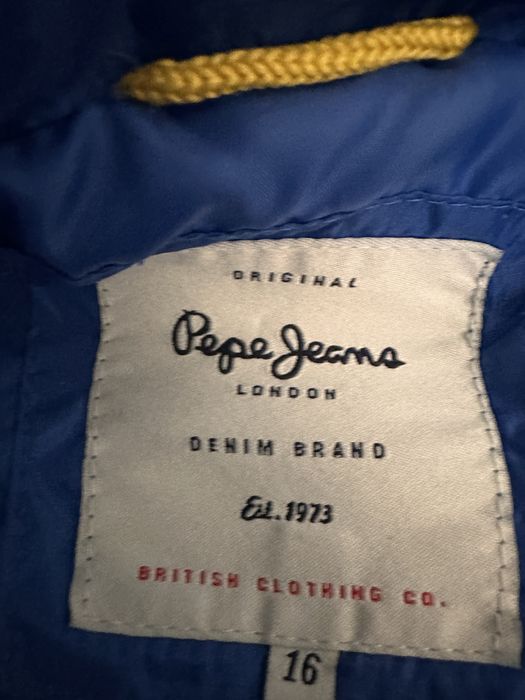 ORIGINAL
Pepe Jeans
LONDON
DENIM BRAND
Est. 1973
BRITISH CLOTHING CO.
16